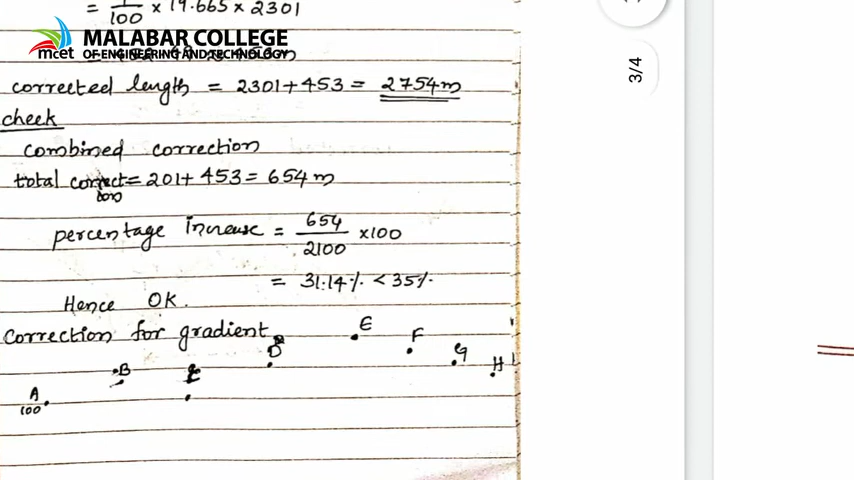 = 1/100 × 19.665 × 2301
MALABAR COLLEGE
OF ENGINEERING AND TECHNOLOGY
mcet
corrected length = 2301+453 = 2754m
check
combined correction
total correction = 201+ 453 = 654 m
percentage increase = 654/2100 ×100
= 31.14% < 35%
Hence OK.
Correction for gradient
A
100
B
D
E
F
G
H
3/4